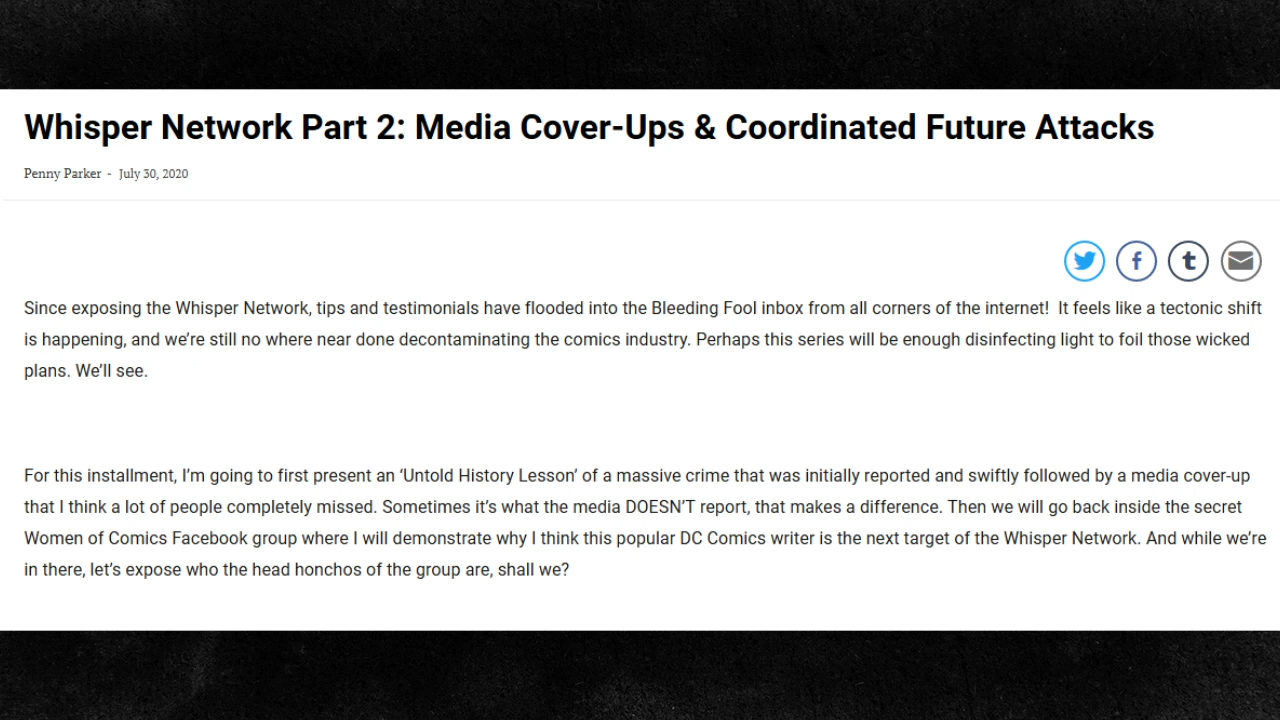 Whisper Network Part 2: Media Cover-Ups & Coordinated Future Attacks
Penny Parker - July 30, 2020
Since exposing the Whisper Network, tips and testimonials have flooded into the Bleeding Fool inbox from all corners of the internet!  It feels like a tectonic shift
is happening, and we’re still no where near done decontaminating the comics industry. Perhaps this series will be enough disinfecting light to foil those wicked
plans. We’ll see.
For this installment, I’m going to first present an ‘Untold History Lesson’ of a massive crime that was initially reported and swiftly followed by a media cover-up
that I think a lot of people completely missed. Sometimes it’s what the media DOESN’T report, that makes a difference. Then we will go back inside the secret
Women of Comics Facebook group where I will demonstrate why I think this popular DC Comics writer is the next target of the Whisper Network. And while we’re
in there, let’s expose who the head honchos of the group are, shall we?